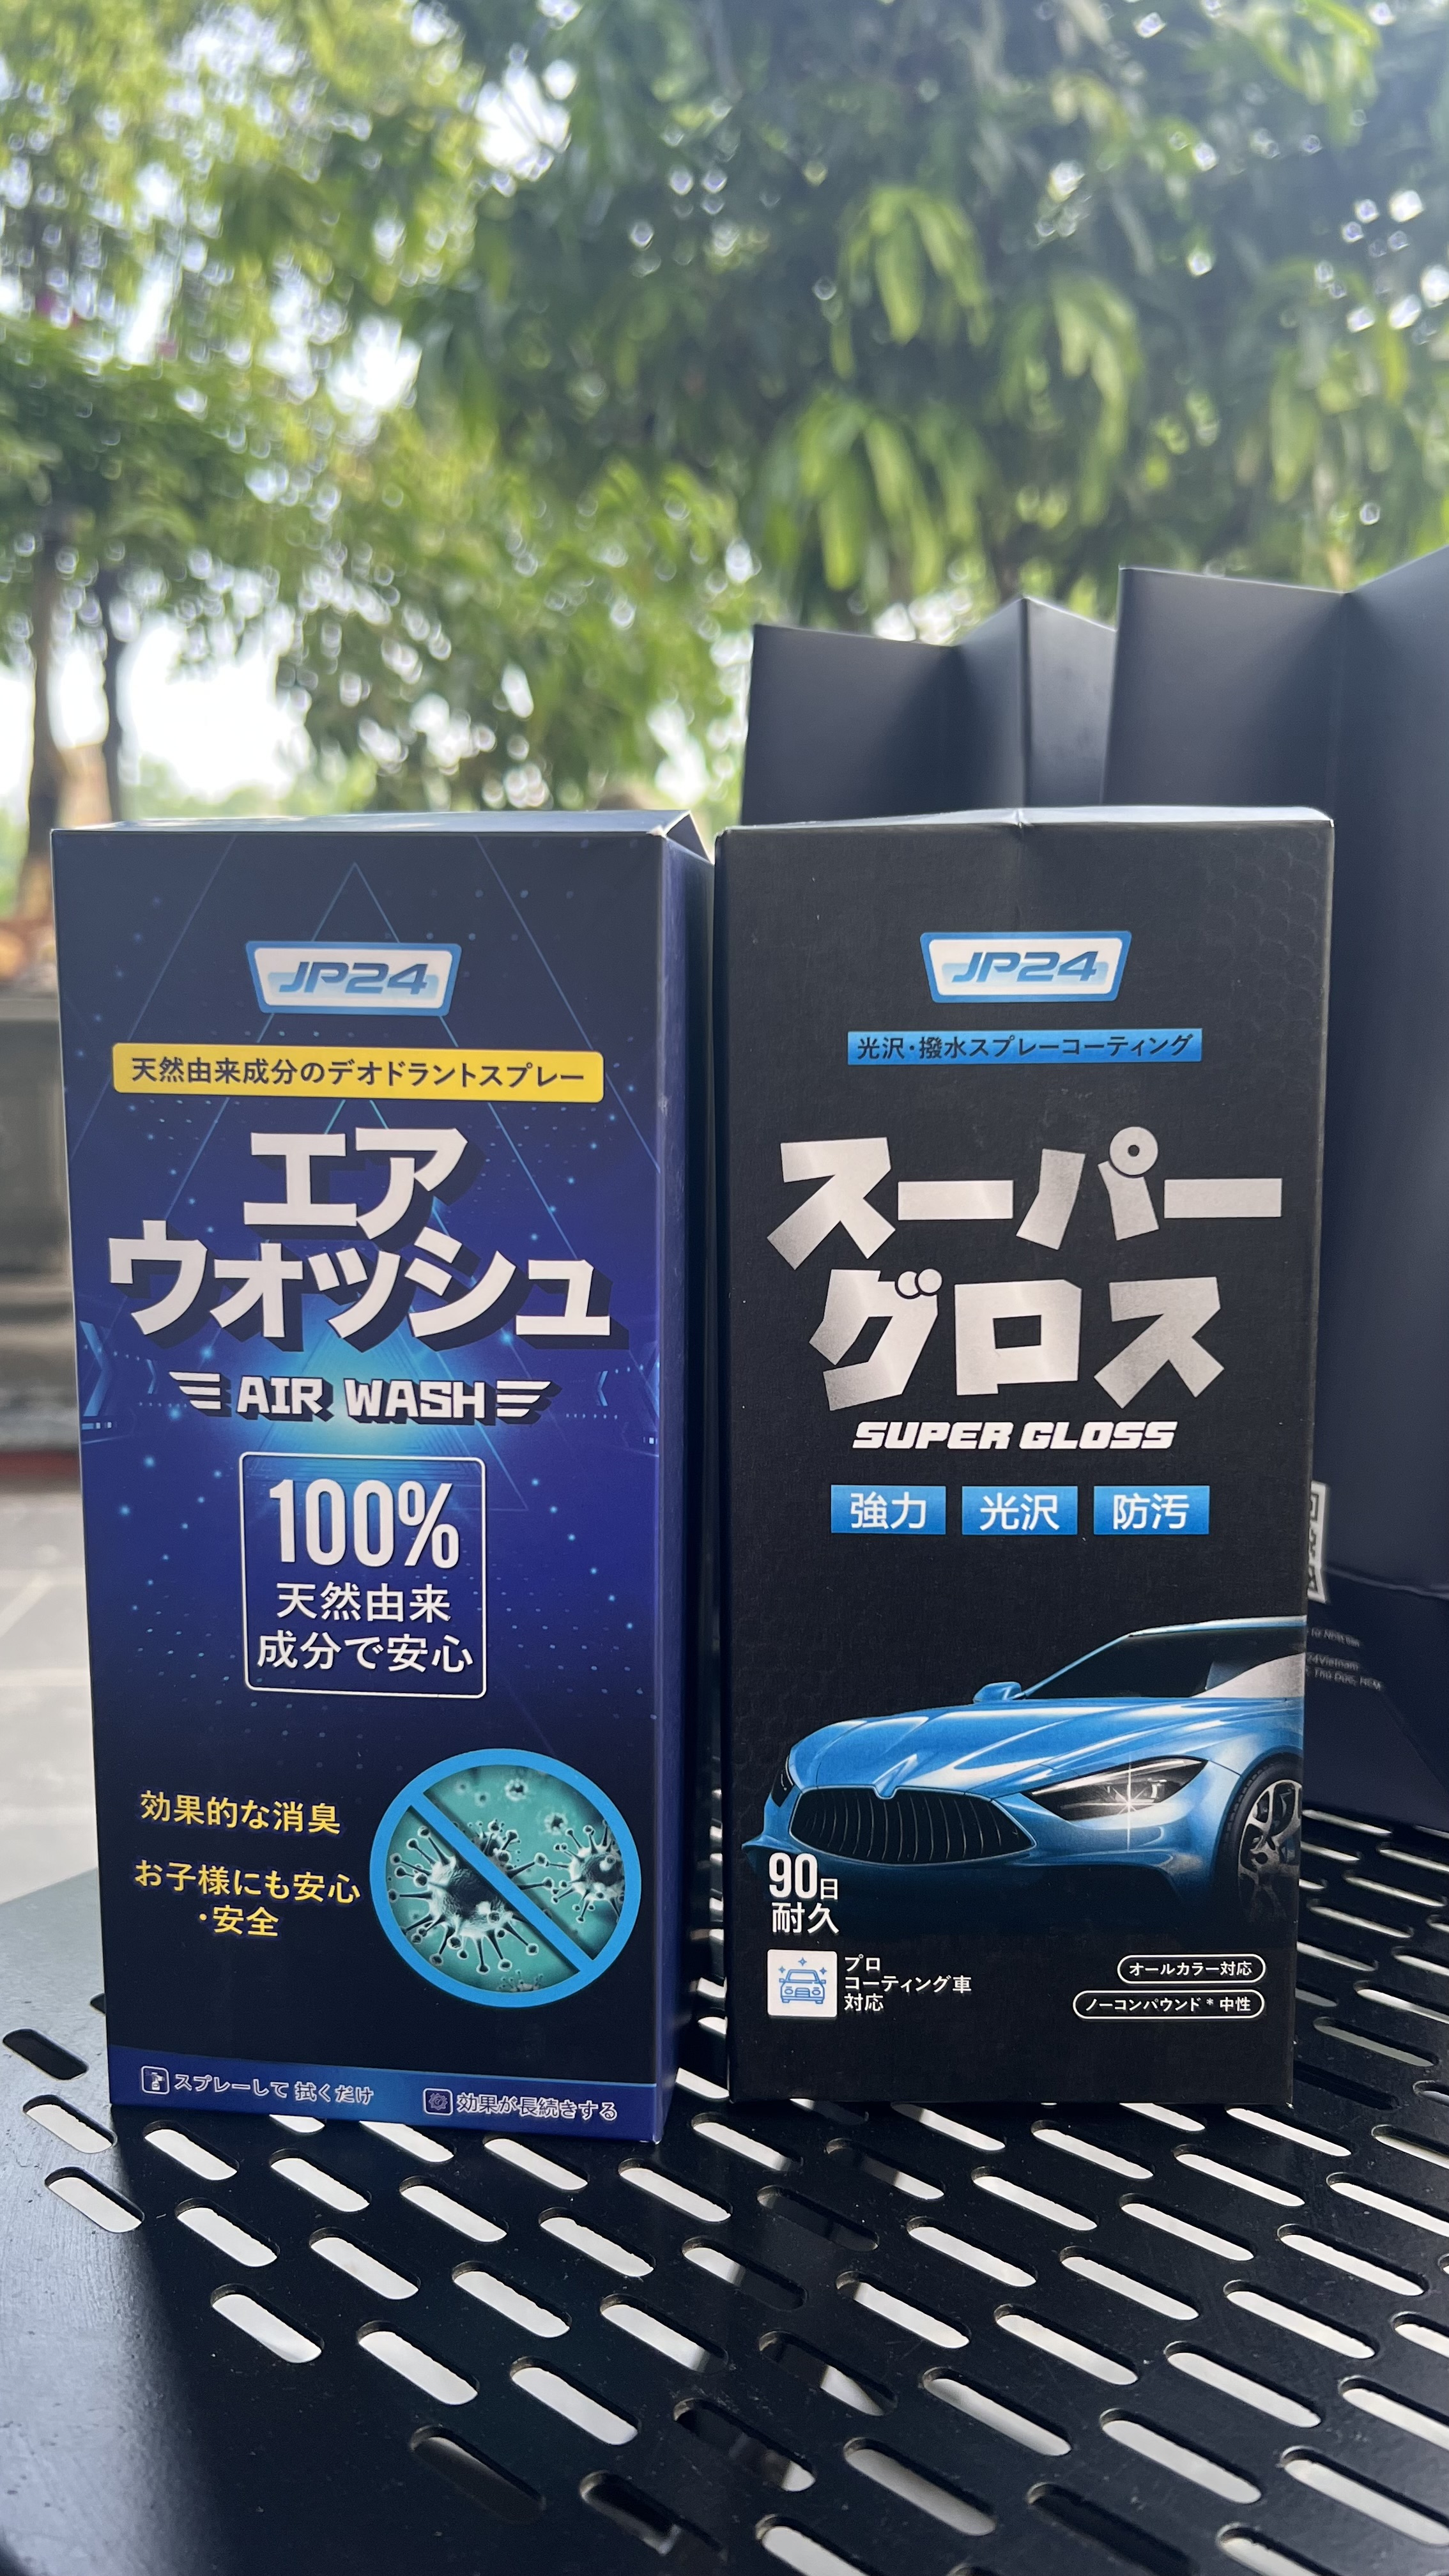 JP24
天然由来成分のデオドラントスプレー
エア
ウォッシュ
AIR WASH
100%
天然由来
成分で安心
効果的な消臭
お子様にも安心
・安全
スプレーして 拭くだけ
効果が長続きする
JP24
光沢・撥水スプレーコーティング
スーパー
グロス
SUPER GLOSS
強力 光沢 防汚
90日
耐久
プロ
コーティング車
対応
オールカラー対応
ノーコンパウンド * 中性
24Vietnam
Thủ Đức, HCM